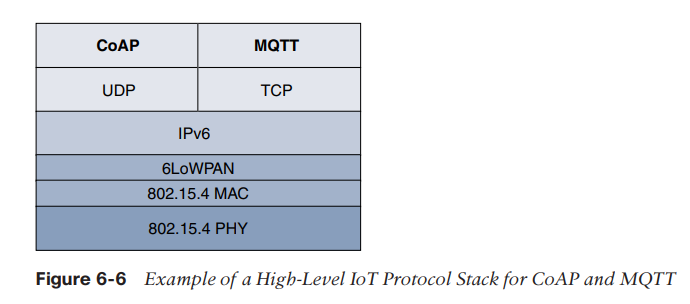 CoAP MQTT
UDP TCP
IPv6
6LoWPAN
802.15.4 MAC
802.15.4 PHY
Figure 6-6 Example of a High-Level IoT Protocol Stack for CoAP and MQTT